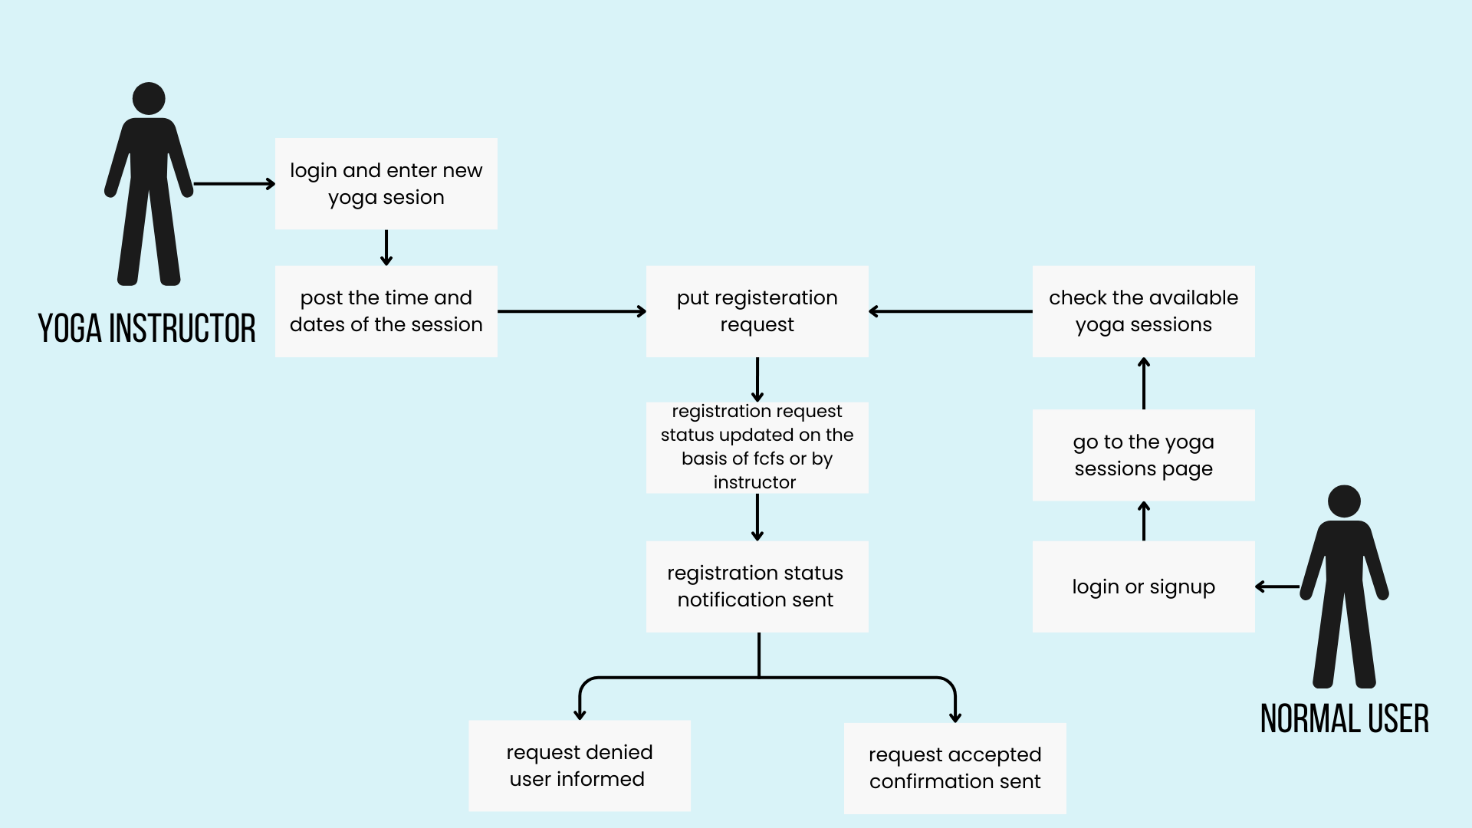 login and enter new
yoga sesion
YOGA INSTRUCTOR
post the time and
dates of the session
put registeration
request
check the available
yoga sessions
registration request
status updated on the
basis of fcfs or by
instructor
go to the yoga
sessions page
registration status
notification sent
login or signup
NORMAL USER
request denied
user informed
request accepted
confirmation sent